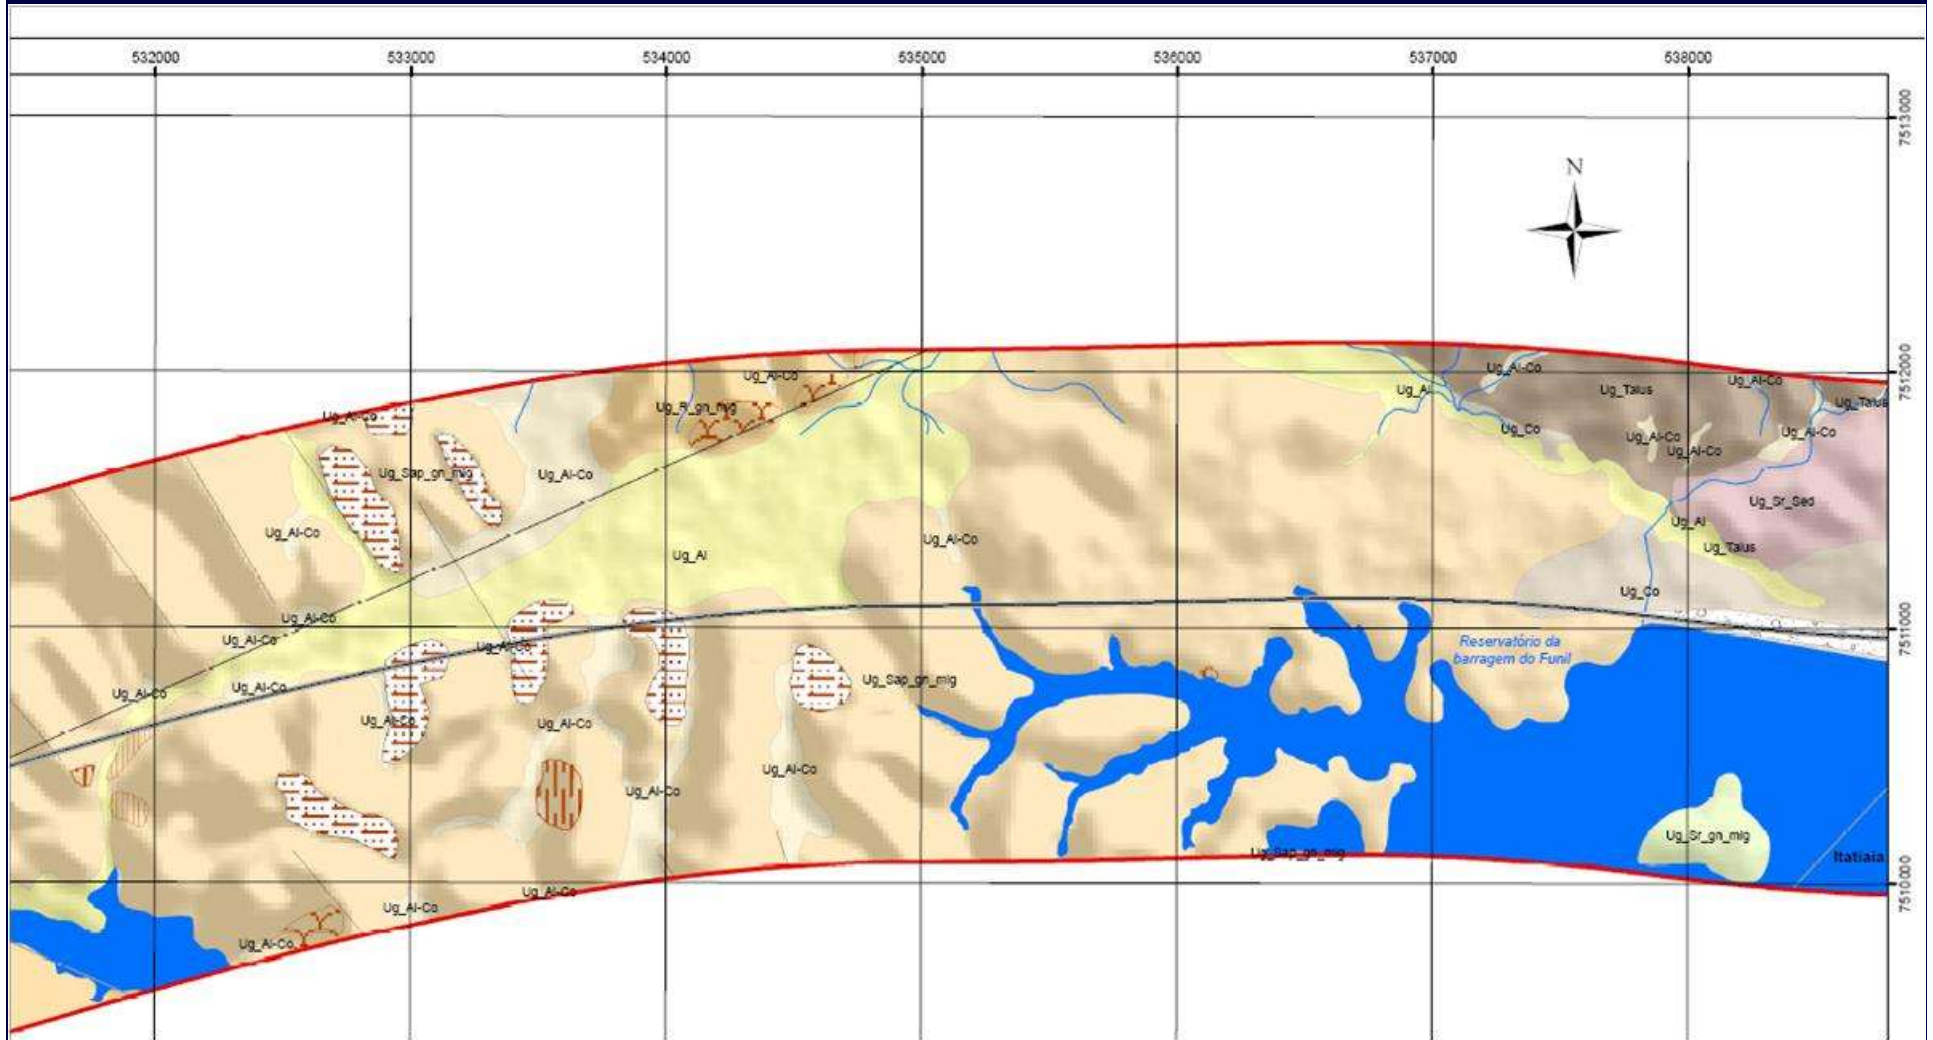 532000 533000 534000 535000 536000 537000 538000
7513000
N
7512000
Ug_Al-Co
Ug_Al-Co
Ug_Al-Co
Ug_Al
Ug_Talus
Ug_Talus
Ug_R_gn_mig
Ug_Al-Co
Ug_Co
Ug_Al-Co
Ug_Al-Co
Ug_Al-Co
Ug_Sap_gn_mig
Ug_Al-Co
Ug_Sr_Sed
Ug_Al-Co
Ug_Al-Co
Ug_Al
Ug_Al
Ug_Talus
Ug_Co
Ug_Al-Co
Ug_Al-Co
Ug_Al-Co
7511000
Reservatório da
barragem do Funil
Ug_Sap_gn_mig
Ug_Al-Co
Ug_Al-Co
Ug_Al-Co
Ug_Al-Co
Ug_Al-Co
Ug_Al-Co
Ug_Sr_gn_mig
Ug_Sap_gn_mig
Itatiaia
7510000
Ug_Al-Co
Ug_Al-Co
Ug_Al-Co